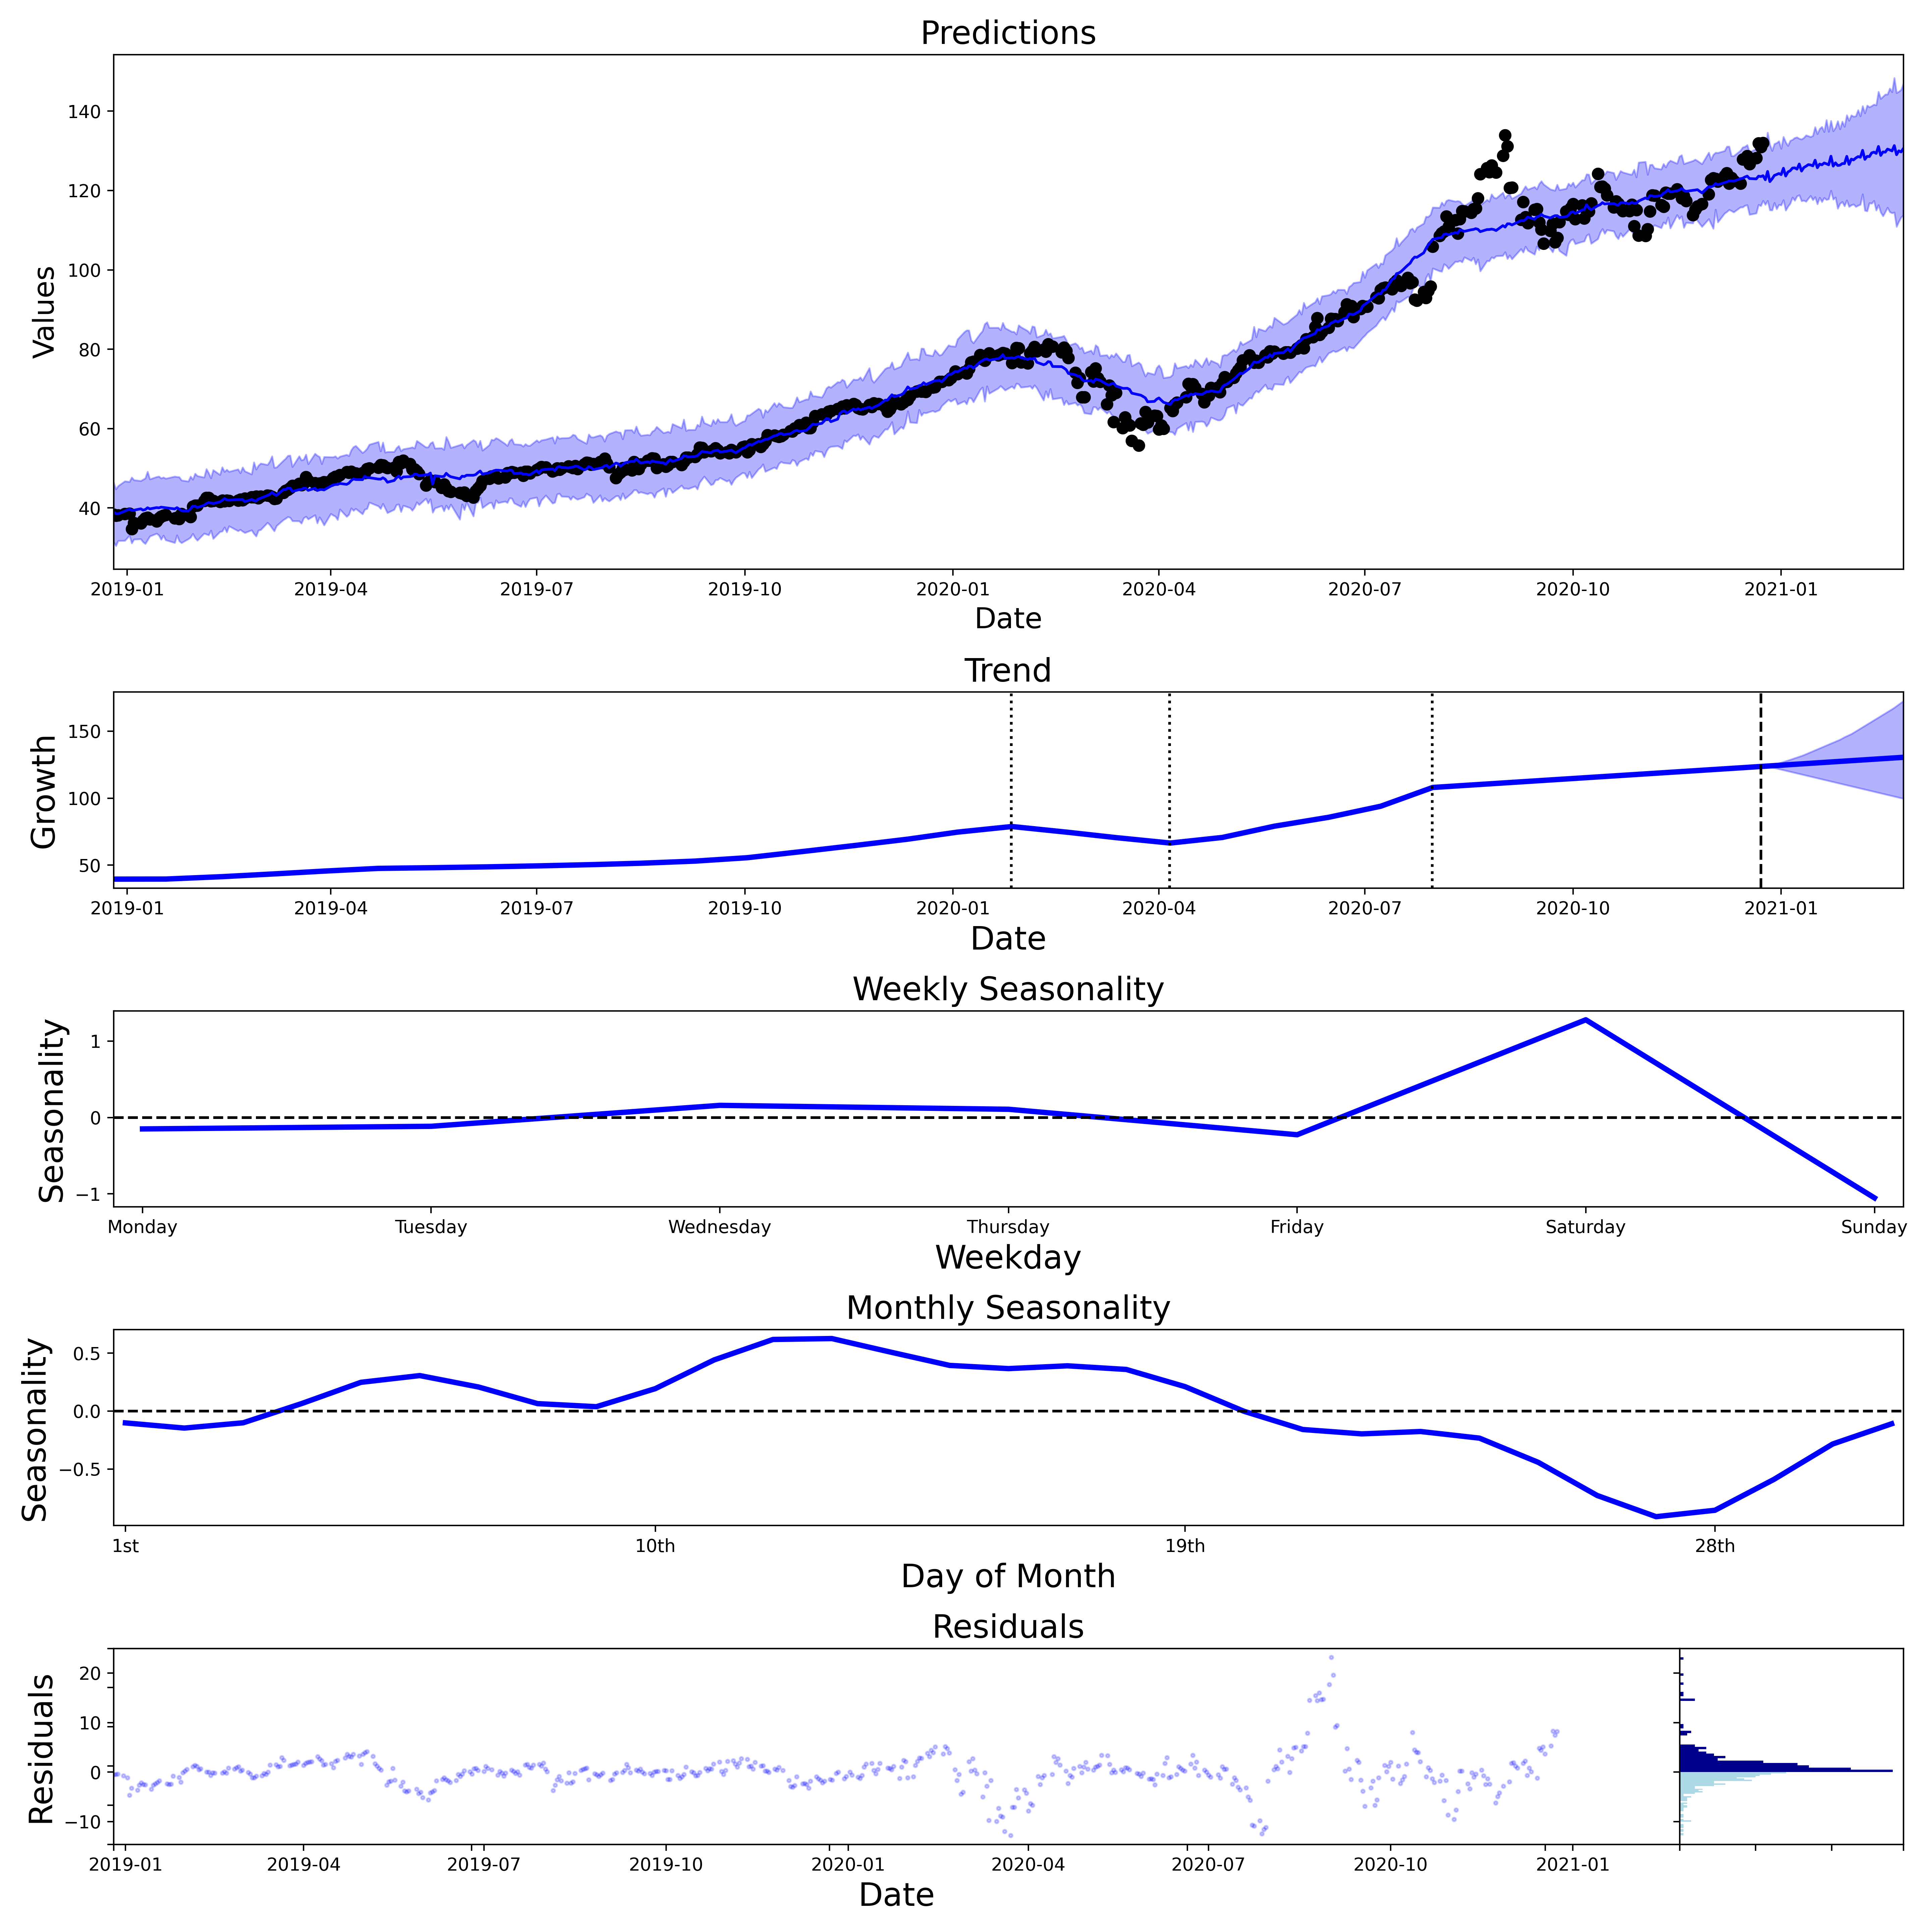 Predictions
140
120
100
80
60
40
Values
2019-01 2019-04 2019-07 2019-10 2020-01 2020-04 2020-07 2020-10 2021-01
Date
Trend
150
100
50
Growth
2019-01 2019-04 2019-07 2019-10 2020-01 2020-04 2020-07 2020-10 2021-01
Date
Weekly Seasonality
1
0
−1
Seasonality
Monday Tuesday Wednesday Thursday Friday Saturday Sunday
Weekday
Monthly Seasonality
0.5
0.0
−0.5
Seasonality
1st 10th 19th 28th
Day of Month
Residuals
20
10
0
−10
Residuals
2019-01 2019-04 2019-07 2019-10 2020-01 2020-04 2020-07 2020-10 2021-01
Date